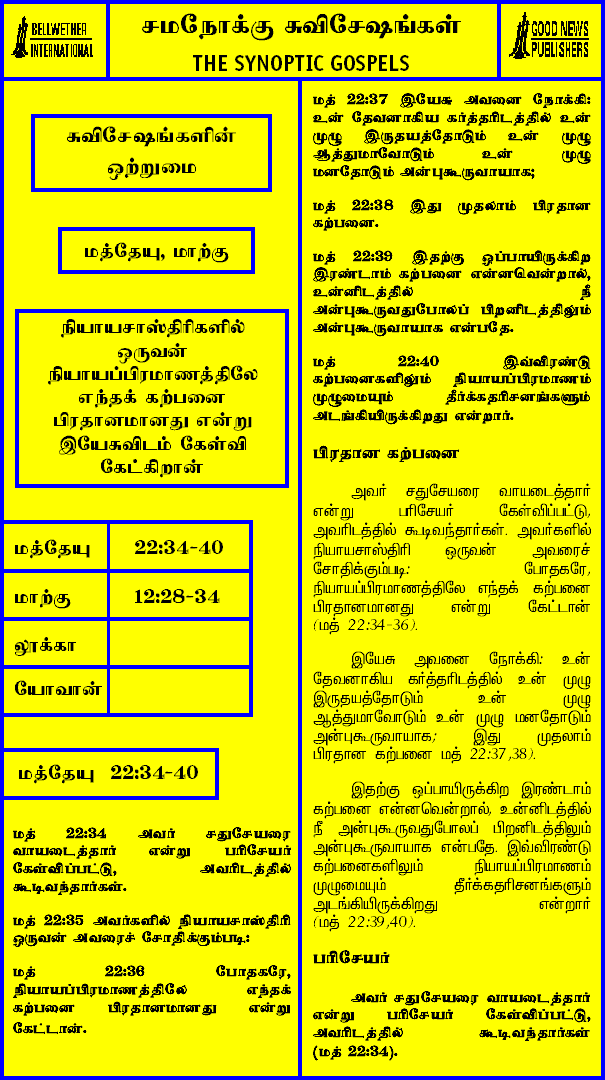 BELLWETHER
INTERNATIONAL
சமநோக்கு சுவிசேஷங்கள்
THE SYNOPTIC GOSPELS
GOOD NEWS
PUBLISHERS
சுவிசேஷங்களின்
ஒற்றுமை
மத்தேயு, மாற்கு
நியாயசாஸ்திரிகளில்
ஒருவன்
நியாயப்பிரமாணத்திலே
எந்தக் கற்பனை
பிரதானமானது என்று
இயேசுவிடம் கேள்வி
கேட்கிறான்
மத்தேயு 22:34-40
மாற்கு 12:28-34
லூக்கா
யோவான்
மத்தேயு 22:34-40
மத் 22:34 அவர் சதுசேயரை
வாயடைத்தார் என்று பரிசேயர்
கேள்விப்பட்டு, அவரிடத்தில்
கூடிவந்தார்கள்.
மத் 22:35 அவர்களில் நியாயசாஸ்திரி
ஒருவன் அவரைச் சோதிக்கும்படி:
மத் 22:36 போதகரே,
நியாயப்பிரமாணத்திலே எந்தக்
கற்பனை பிரதானமானது என்று
கேட்டான்.
மத் 22:37 இயேசு அவனை நோக்கி:
உன் தேவனாகிய கர்த்தரிடத்தில் உன்
முழு இருதயத்தோடும் உன் முழு
ஆத்துமாவோடும் உன் முழு
மனதோடும் அன்புகூருவாயாக;
மத் 22:38 இது முதலாம் பிரதான
கற்பனை.
மத் 22:39 இதற்கு ஒப்பாயிருக்கிற
இரண்டாம் கற்பனை என்னவென்றால்,
உன்னிடத்தில் நீ
அன்புகூருவதுபோலப் பிறனிடத்திலும்
அன்புகூருவாயாக என்பதே.
மத் 22:40 இவ்விரண்டு
கற்பனைகளிலும் நியாயப்பிரமாணம்
முழுமையும் தீர்க்கதரிசனங்களும்
அடங்கியிருக்கிறது என்றார்.
பிரதான கற்பனை
அவர் சதுசேயரை வாயடைத்தார்
என்று பரிசேயர் கேள்விப்பட்டு,
அவரிடத்தில் கூடிவந்தார்கள். அவர்களில்
நியாயசாஸ்திரி ஒருவன் அவரைச்
சோதிக்கும்படி: போதகரே,
நியாயப்பிரமாணத்திலே எந்தக் கற்பனை
பிரதானமானது என்று கேட்டான்
(மத் 22:34-36).
இயேசு அவனை நோக்கி: உன்
தேவனாகிய கர்த்தரிடத்தில் உன் முழு
இருதயத்தோடும் உன் முழு
ஆத்துமாவோடும் உன் முழு மனதோடும்
அன்புகூருவாயாக; இது முதலாம்
பிரதான கற்பனை மத் 22:37,38).
இதற்கு ஒப்பாயிருக்கிற இரண்டாம்
கற்பனை என்னவென்றால், உன்னிடத்தில்
நீ அன்புகூருவதுபோலப் பிறனிடத்திலும்
அன்புகூருவாயாக என்பதே. இவ்விரண்டு
கற்பனைகளிலும் நியாயப்பிரமாணம்
முழுமையும் தீர்க்கதரிசனங்களும்
அடங்கியிருக்கிறது என்றார்
(மத் 22:39,40).
பரிசேயர்
அவர் சதுசேயரை வாயடைத்தார்
என்று பரிசேயர் கேள்விப்பட்டு,
அவரிடத்தில் கூடிவந்தார்கள்
(மத் 22:34).